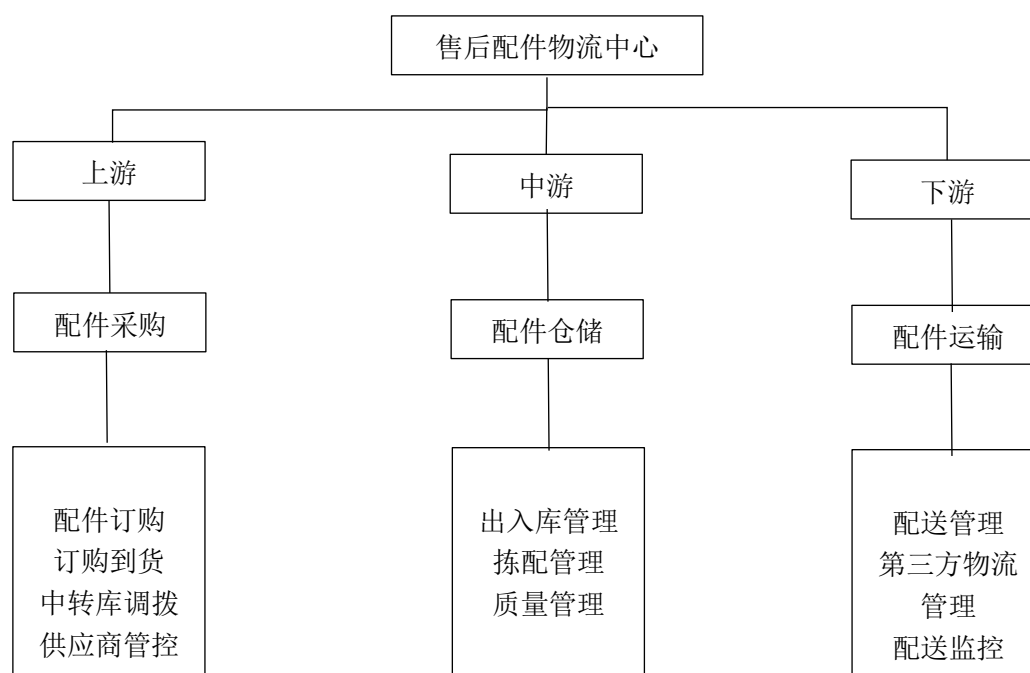 售后配件物流中心
上游
中游
下游
配件采购
配件仓储
配件运输
配件订购
订购到货
中转库调拨
供应商管控
出入库管理
拣配管理
质量管理
配送管理
第三方物流
管理
配送监控